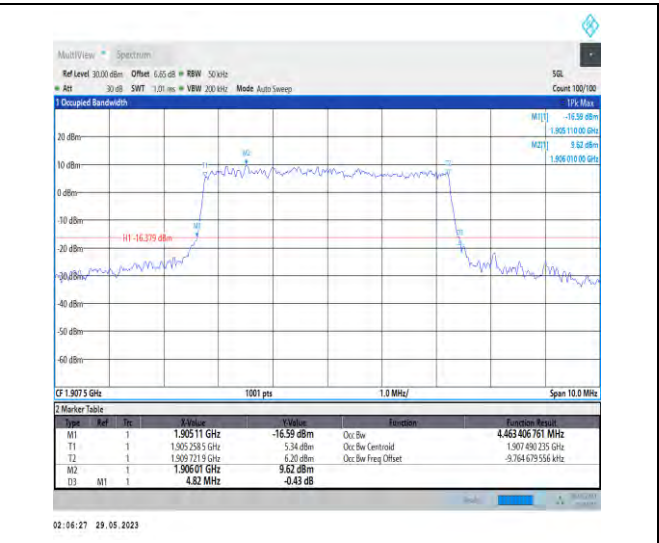 MultiView Spectrum
Ref Level 30.00 dBm Offset 6.65 dB RBW 50 kHz SGL
Att 30 dB SWT 1.01 ms VBW 200 kHz Mode Auto Sweep Count 100/100
1 Occupied Bandwidth 1Pk Max
M1[1] -16.59 dBm
1.905 110 00 GHz
M2[1] 9.62 dBm
1.906 010 00 GHz
20 dBm
M2
T1
10 dBm
0 dBm
-10 dBm
H1 -16.379 dBm
-20 dBm
-30 dBm
-40 dBm
-50 dBm
-60 dBm
CF 1.907 5 GHz 1001 pts 1.0 MHz/ Span 10.0 MHz
2 Marker Table
Type Ref Trc X-Value Y-Value Function Function Result
M1 1 1.905 11 GHz -16.59 dBm Occ Bw 4.463 406 761 MHz
T1 1 1.905 258 5 GHz 5.34 dBm Occ Bw Centroid 1.907 490 235 GHz
T2 1 1.909 721 9 GHz 6.20 dBm Occ Bw Freq Offset -9.764 679 556 kHz
M2 1 1.906 01 GHz 9.62 dBm
D3 M1 1 4.82 MHz -0.43 dB
02:06:27 29.05.2023